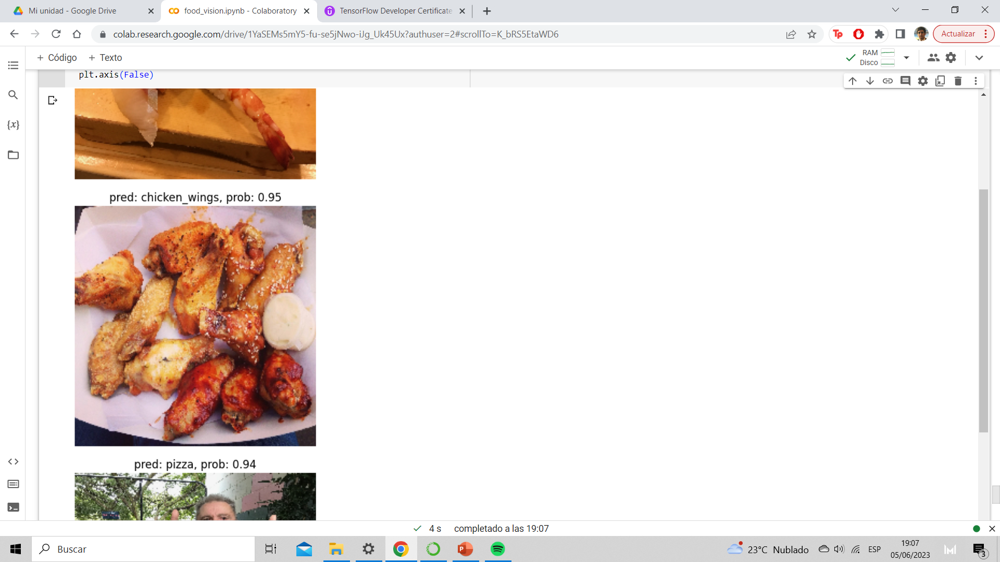 Mi unidad - Google Drive
food_vision.ipynb - Colaboratory
TensorFlow Developer Certificate
colab.research.google.com/drive/1YaSEMs5mY5-fu-se5jNwo-iJg_Uk45Ux?authuser=2#scrollTo=K_bRS5EtaWD6
Tp
Actualizar
+ Código + Texto
RAM
Disco
plt.axis(False)
{x}
pred: chicken_wings, prob: 0.95
pred: pizza, prob: 0.94
4 s completado a las 19:07
Buscar
23°C Nublado
ESP
19:07
05/06/2023
3